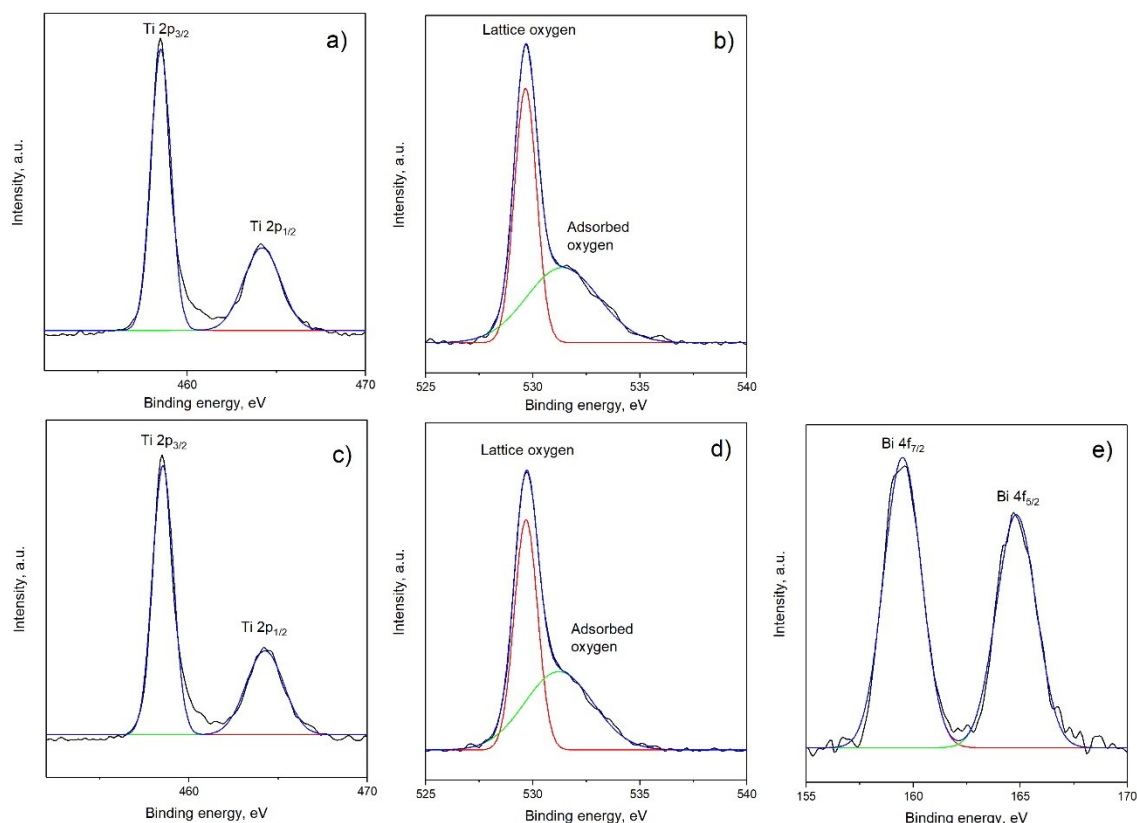 a)
Ti 2p3/2
Ti 2p1/2
Intensity, a.u.
460
470
Binding energy, eV
b)
Lattice oxygen
Adsorbed
oxygen
Intensity, a.u.
525
530
535
540
Binding energy, eV
c)
Ti 2p3/2
Ti 2p1/2
Intensity, a.u.
460
470
Binding energy, eV
d)
Lattice oxygen
Adsorbed
oxygen
Intensity, a.u.
525
530
535
540
Binding energy, eV
e)
Bi 4f7/2
Bi 4f5/2
Intensity, a.u.
155
160
165
170
Binding energy, eV